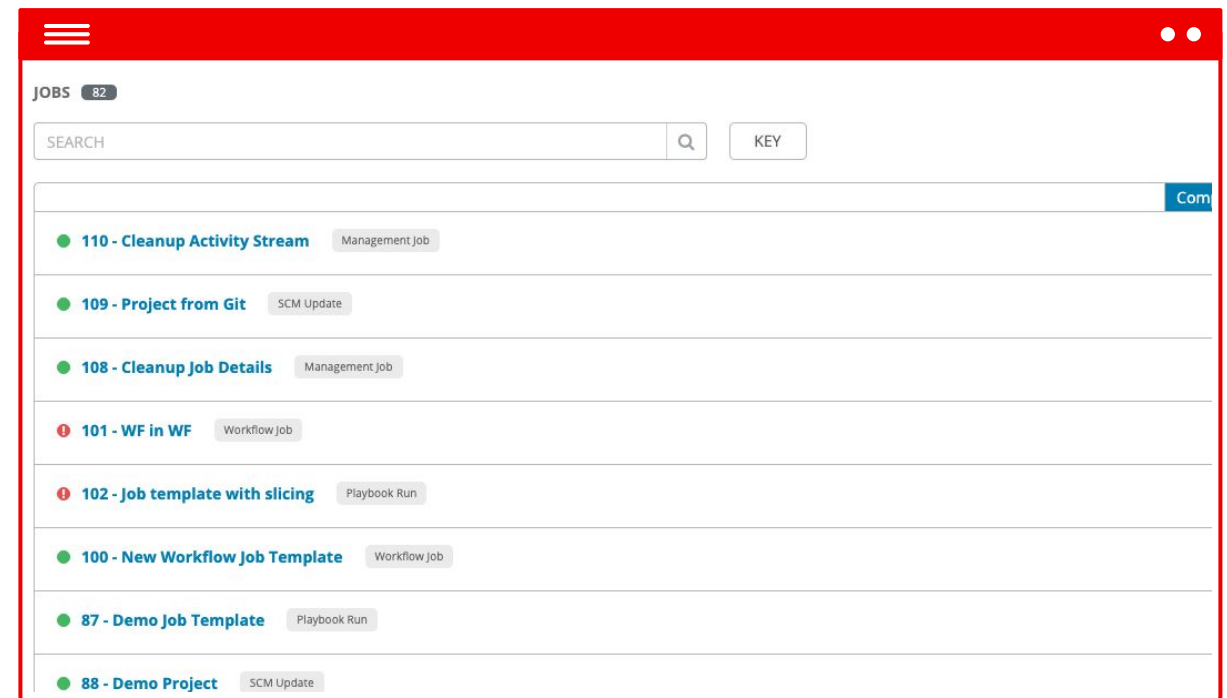 JOBS 82
SEARCH KEY
Com
110 - Cleanup Activity Stream Management Job
109 - Project from Git SCM Update
108 - Cleanup Job Details Management Job
101 - WF in WF Workflow Job
102 - Job template with slicing Playbook Run
100 - New Workflow Job Template Workflow Job
87 - Demo Job Template Playbook Run
88 - Demo Project SCM Update